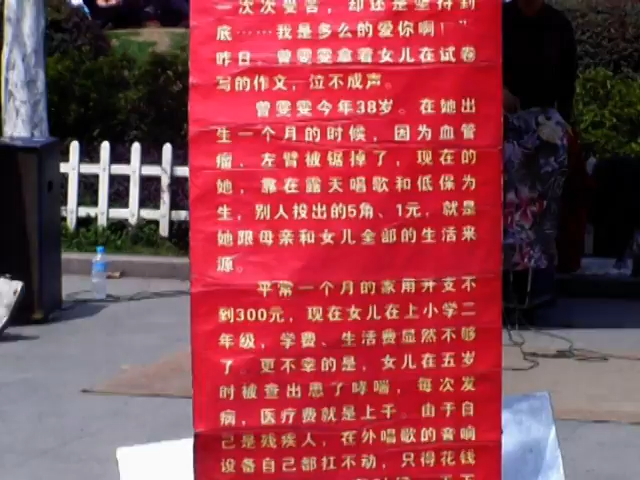 一次次受害，却还是坚持到
底……我是多么的爱你啊！”
昨日，曾雯雯拿着女儿在试卷
写的作文，泣不成声。
曾雯雯今年38岁。在她出
生一个月的时候，因为血管
瘤，左臂被锯掉了，现在的
她，靠在露天唱歌和低保为
生，别人投出的5角、1元，就是
她跟母亲和女儿全部的生活来
源。
平常一个月的家用开支不
到300元，现在女儿在上小学二
年级，学费、生活费显然不够
了。更不幸的是，女儿在五岁
时被查出患了哮喘，每次发
病，医疗费就是上千。由于自
己是残疾人，在外唱歌的音响
设备自己都扛不动，只得花钱